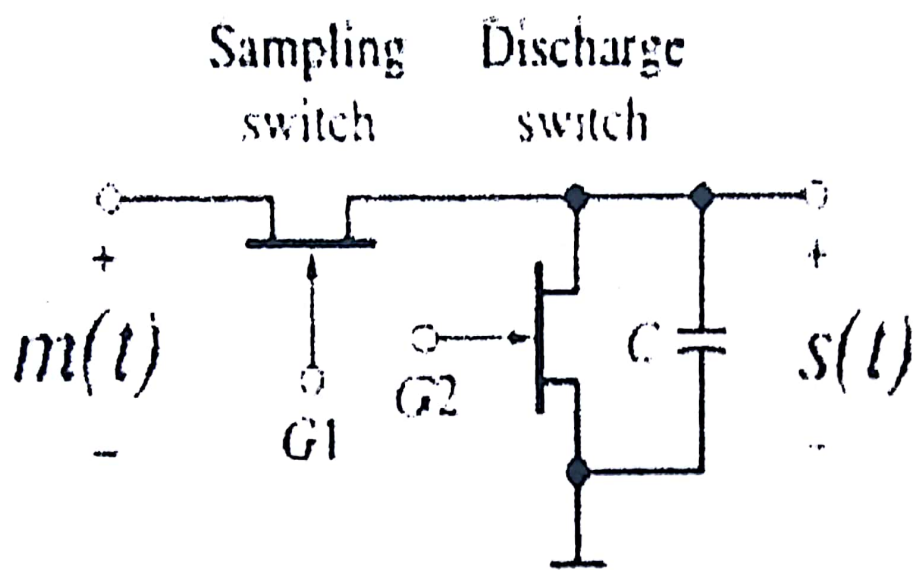 Sampling Discharge
switch switch
+ +
m(t) C s(t)
G2
G1
− −